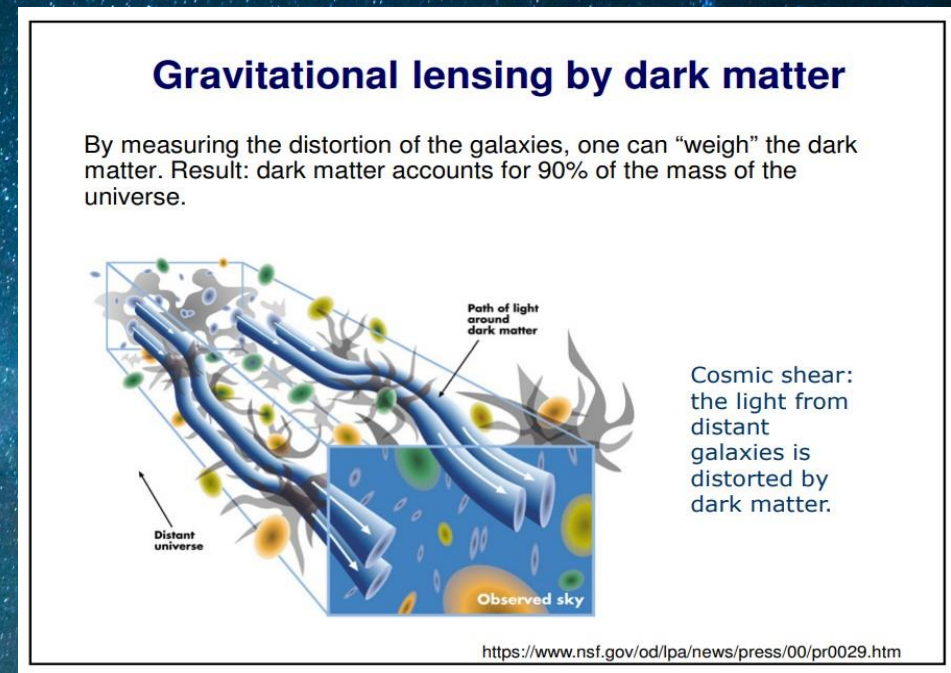 Gravitational lensing by dark matter
By measuring the distortion of the galaxies, one can “weigh” the dark
matter. Result: dark matter accounts for 90% of the mass of the
universe.
Path of light
around
dark matter
Cosmic shear:
the light from
distant
galaxies is
distorted by
dark matter.
Distant
universe
Observed sky
https://www.nsf.gov/od/lpa/news/press/00/pr0029.htm